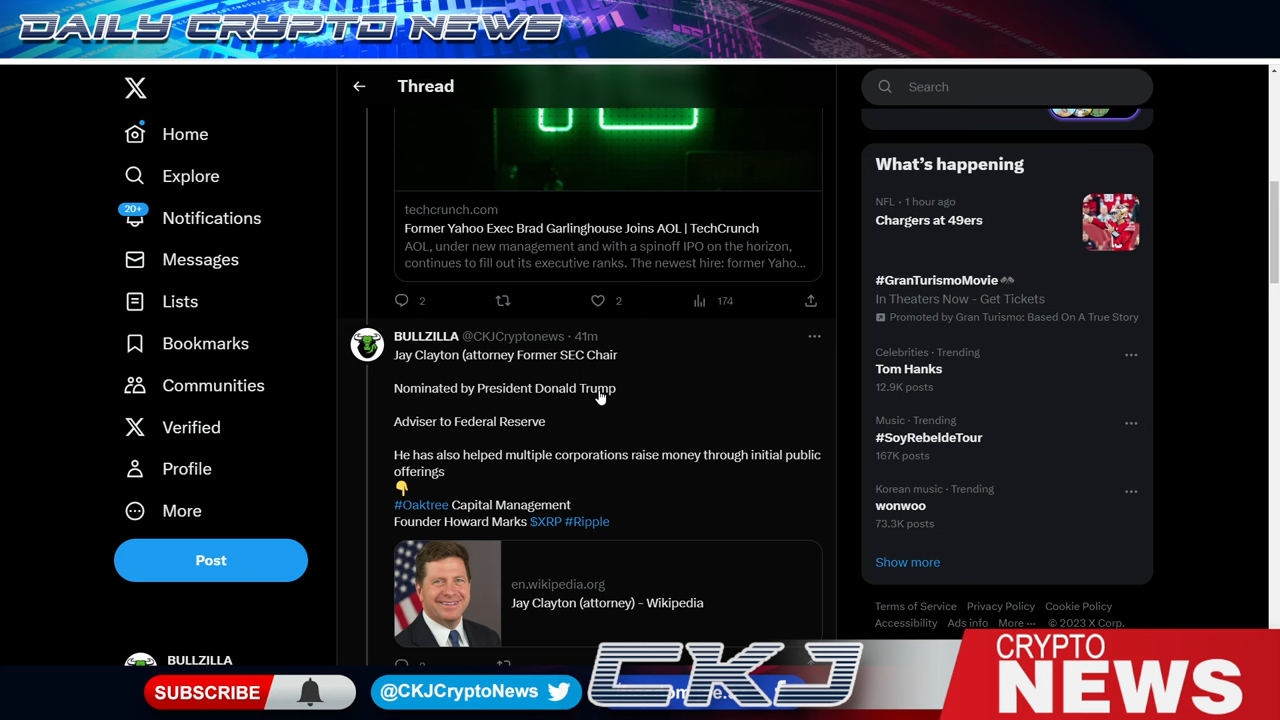 DAILY CRYPTO NEWS
Home
Explore
20+
Notifications
Messages
Lists
Bookmarks
Communities
Verified
Profile
More
Post
BULLZILLA
Thread
techcrunch.com
Former Yahoo Exec Brad Garlinghouse Joins AOL | TechCrunch
AOL, under new management and with a spinoff IPO on the horizon,
continues to fill out its executive ranks. The newest hire: former Yaho...
2
2
174
BULLZILLA @CKJCryptonews · 41m
Jay Clayton (attorney Former SEC Chair
Nominated by President Donald Trump
Adviser to Federal Reserve
He has also helped multiple corporations raise money through initial public
offerings
#Oaktree Capital Management
Founder Howard Marks $XRP #Ripple
en.wikipedia.org
Jay Clayton (attorney) – Wikipedia
Search
What's happening
NFL · 1 hour ago
Chargers at 49ers
#GranTurismoMovie
In Theaters Now - Get Tickets
Promoted by Gran Turismo: Based On A True Story
Celebrities · Trending
Tom Hanks
12.9K posts
Music · Trending
#SoyRebeldeTour
167K posts
Korean music · Trending
wonwoo
73.3K posts
Show more
Terms of Service Privacy Policy Cookie Policy
Accessibility Ads info More ··· © 2023 X Corp.
SUBSCRIBE
@CKJCryptoNews
CKJ
CRYPTO
NEWS